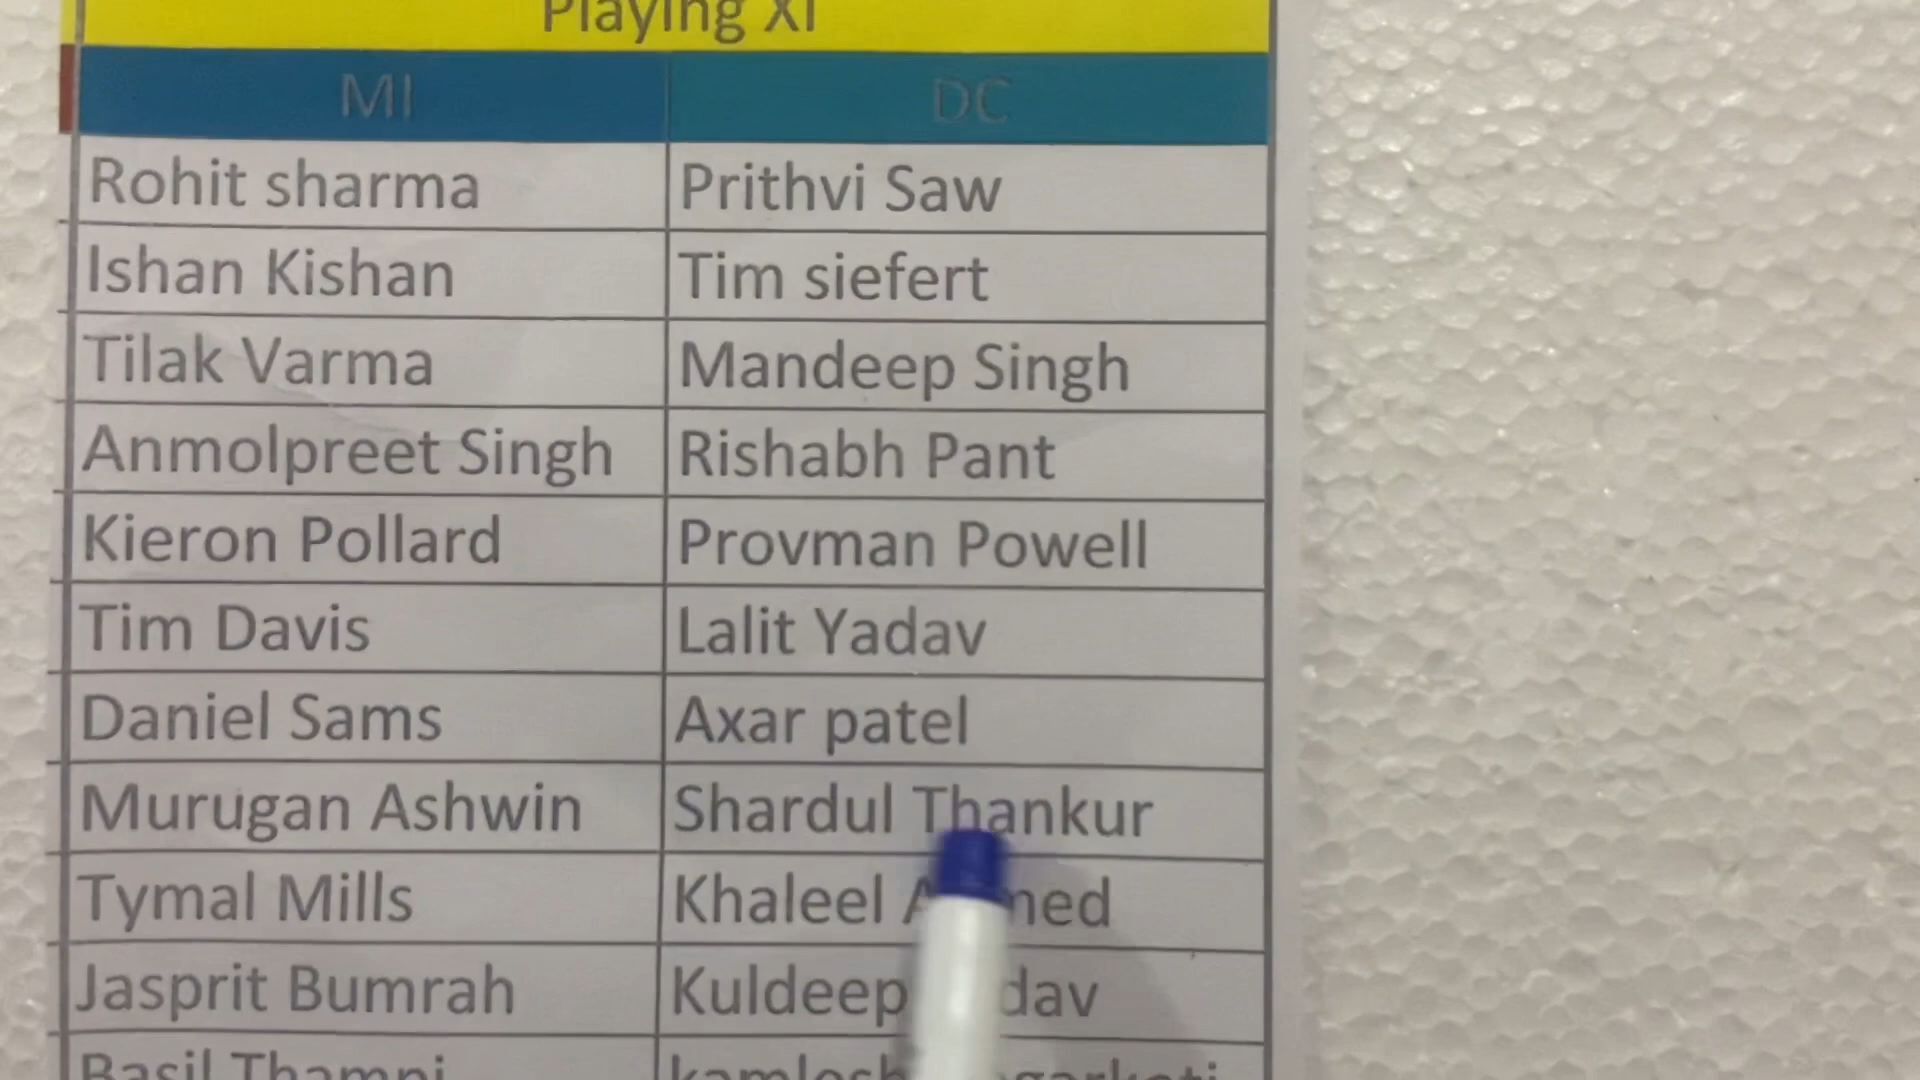 Playing XI
MI DC
Rohit sharma Prithvi Saw
Ishan Kishan Tim siefert
Tilak Varma Mandeep Singh
Anmolpreet Singh Rishabh Pant
Kieron Pollard Provman Powell
Tim Davis Lalit Yadav
Daniel Sams Axar patel
Murugan Ashwin Shardul Thankur
Tymal Mills Khaleel
Jasprit Bumrah Kuldeep
Basil Thampi